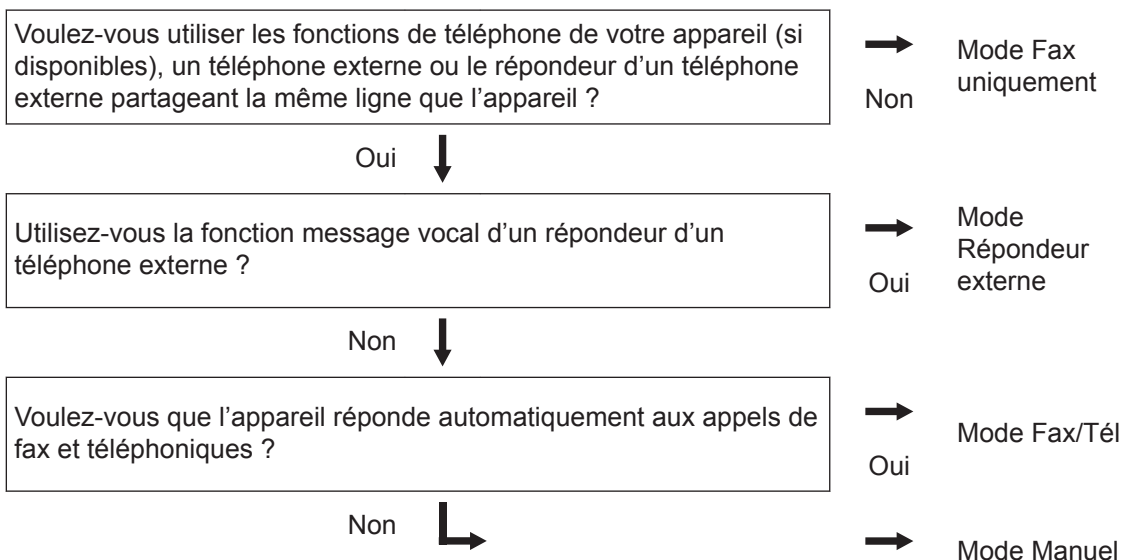 Voulez-vous utiliser les fonctions de téléphone de votre appareil (si
disponibles), un téléphone externe ou le répondeur d’un téléphone
externe partageant la même ligne que l’appareil ?
Non
Mode Fax
uniquement
Oui
Utilisez-vous la fonction message vocal d’un répondeur d’un
téléphone externe ?
Oui
Mode
Répondeur
externe
Non
Voulez-vous que l’appareil réponde automatiquement aux appels de
fax et téléphoniques ?
Oui
Mode Fax/Tél
Non
Mode Manuel